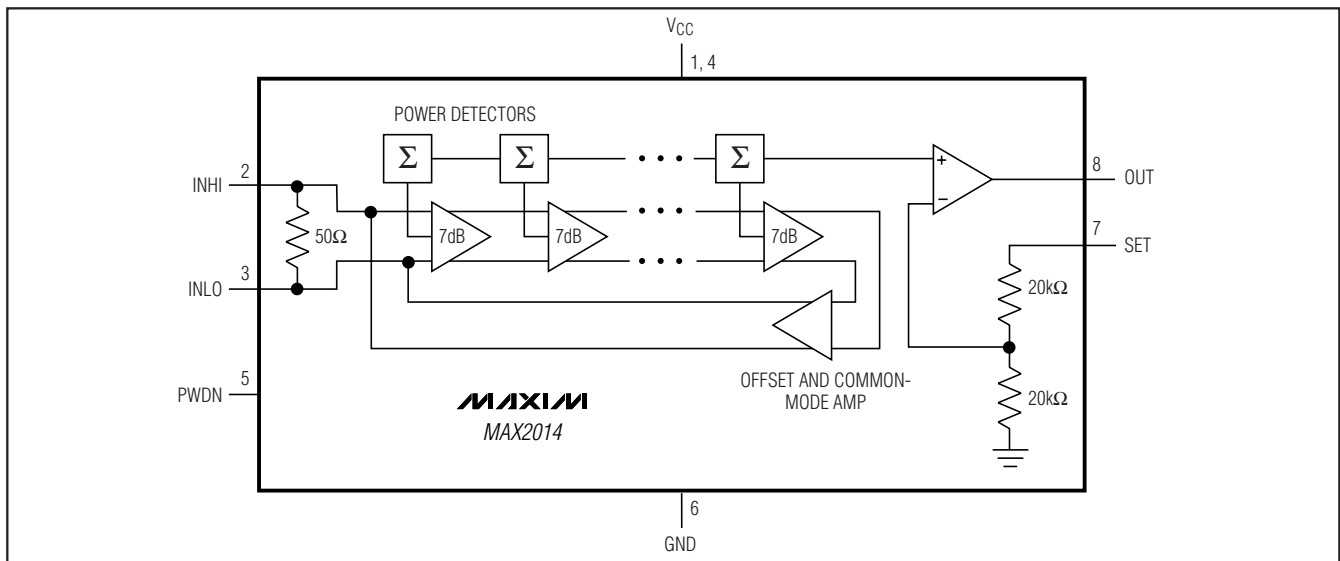 VCC
1, 4
POWER DETECTORS
Σ Σ • • • Σ
INHI 2
+
8 OUT
−
7 SET
50Ω
7dB 7dB • • • 7dB
• • •
INLO 3
20kΩ
OFFSET AND COMMON-
MODE AMP
20kΩ
PWDN 5
MAXIM
MAX2014
6
GND